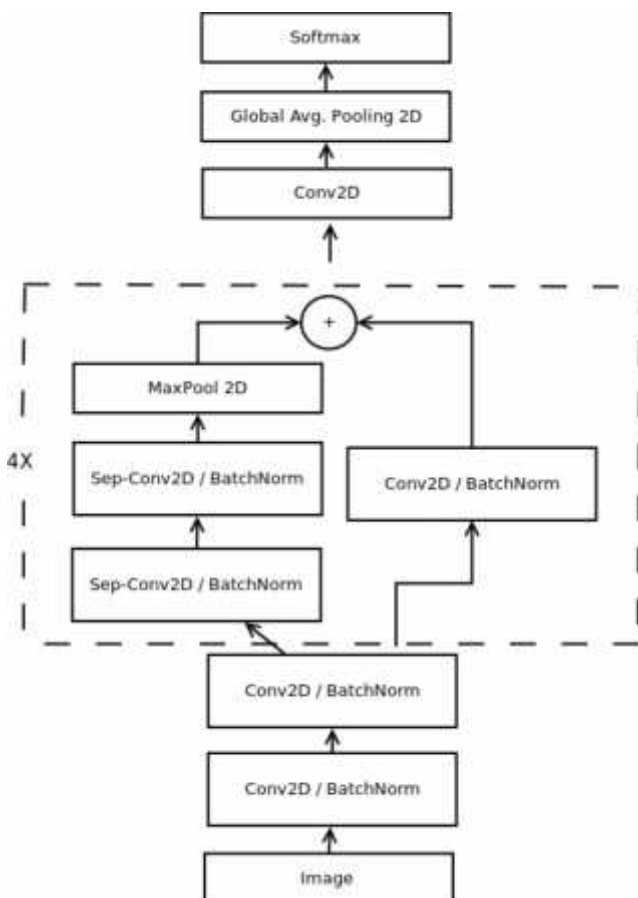 Softmax
Global Avg. Pooling 2D
Conv2D
+
MaxPool 2D
4X
Sep-Conv2D / BatchNorm
Conv2D / BatchNorm
Sep-Conv2D / BatchNorm
Conv2D / BatchNorm
Conv2D / BatchNorm
Image